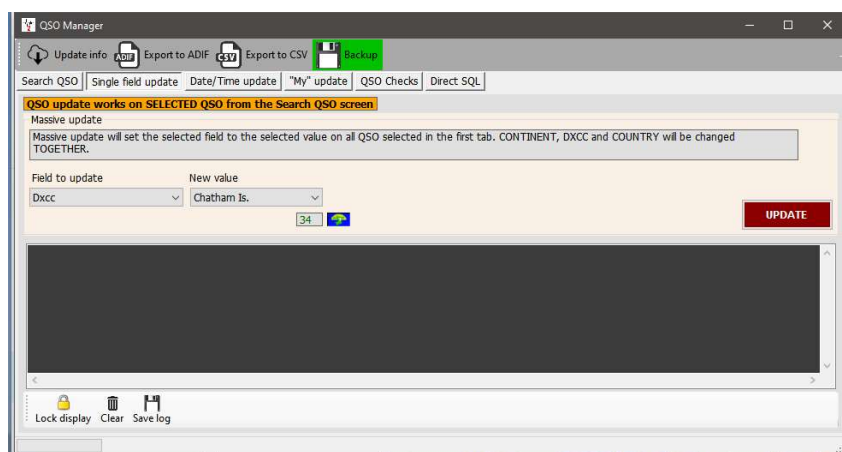 QSO Manager
Update info ADIF Export to ADIF CSV Export to CSV Backup
Search QSO Single field update Date/Time update "My" update QSO Checks Direct SQL
QSO update works on SELECTED QSO from the Search QSO screen
Massive update
Massive update will set the selected field to the selected value on all QSO selected in the first tab. CONTINENT, DXCC and COUNTRY will be changed
TOGETHER.
Field to update New value
Dxcc Chatham Is.
34
UPDATE
Lock display Clear Save log